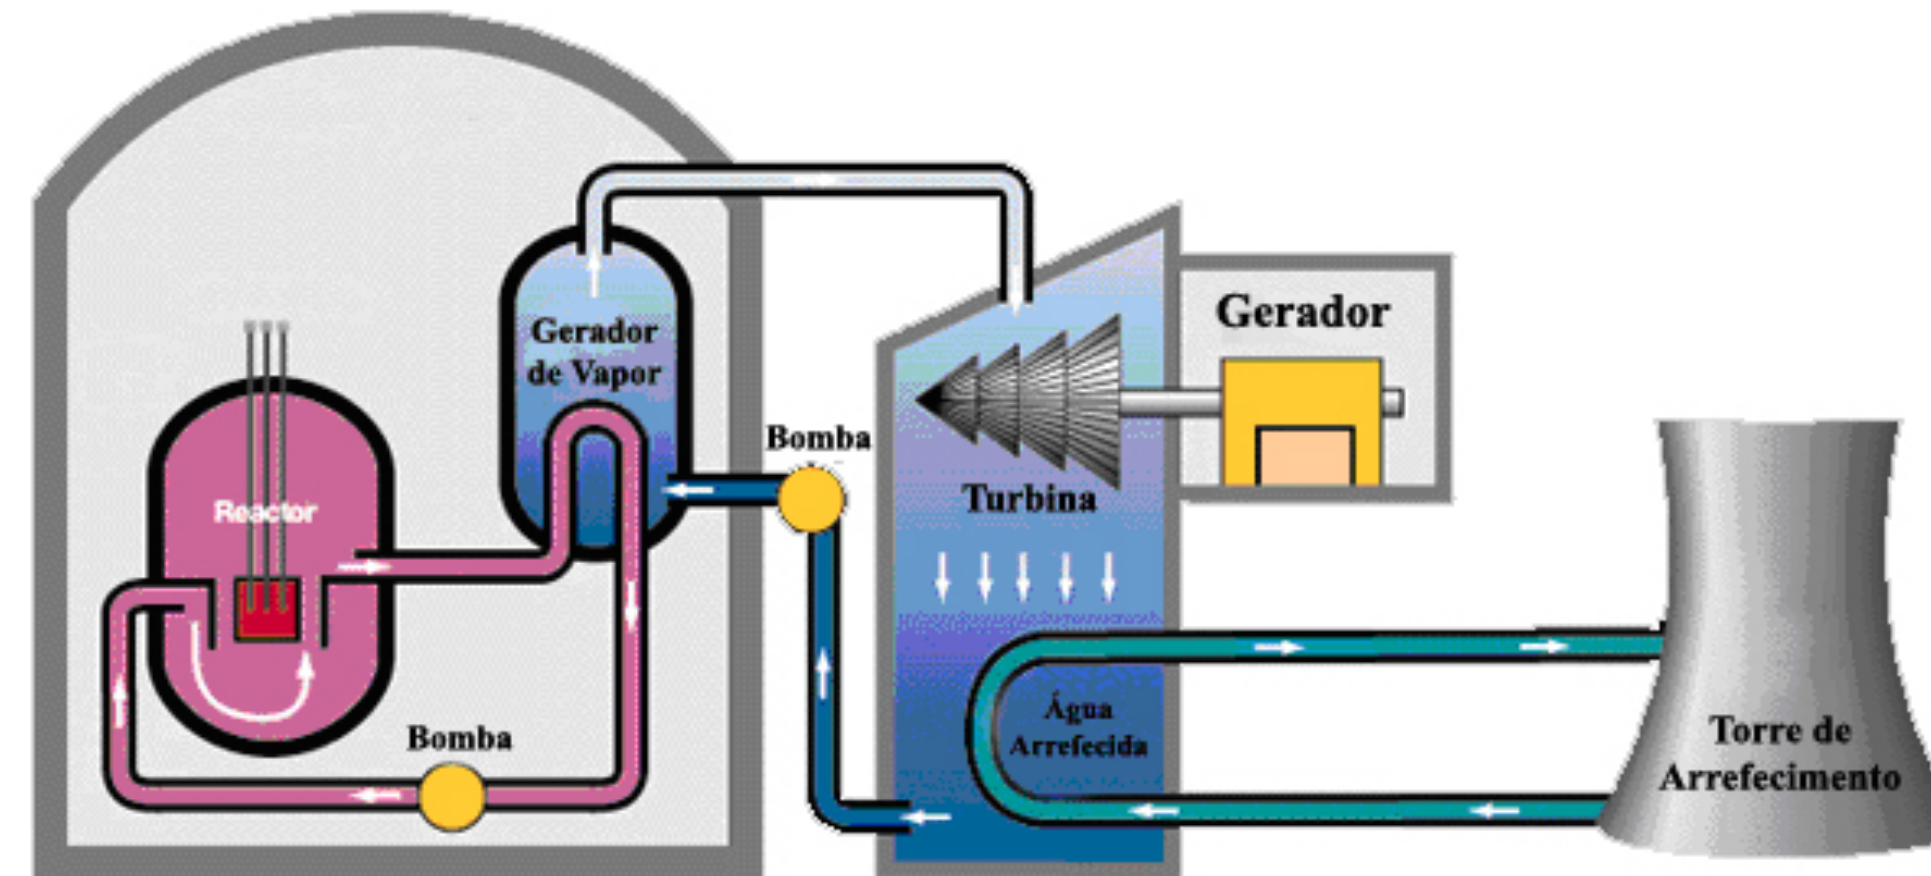 Gerador
de Vapor
Reactor
Bomba
Bomba
Turbina
Gerador
Água
Arrefecida
Torre de
Arrefecimento